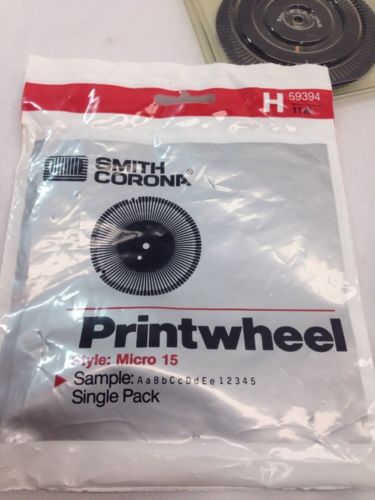 H 59394
SMITH
CORONA
Printwheel
Style: Micro 15
Sample: AaBbCcDdEe12345
Single Pack